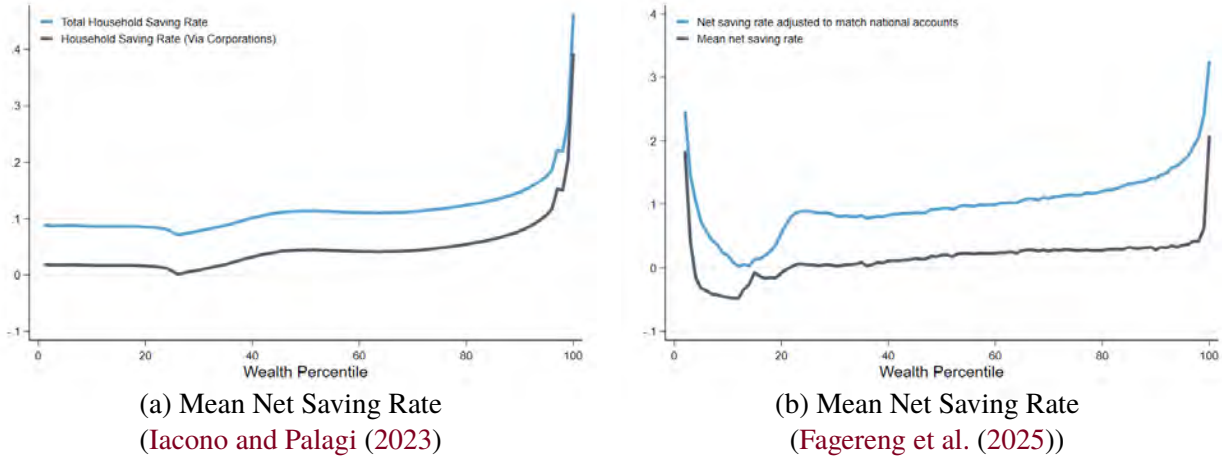 Total Household Saving Rate
Household Saving Rate (Via Corporations)
.4
.3
.2
.1
0
-.1
0
20
40
60
80
100
Wealth Percentile
(a) Mean Net Saving Rate
(Iacono and Palagi (2023)
Net saving rate adjusted to match national accounts
Mean net saving rate
.4
.3
.2
.1
0
-.1
0
20
40
60
80
100
Wealth Percentile
(b) Mean Net Saving Rate
(Fagereng et al. (2025))